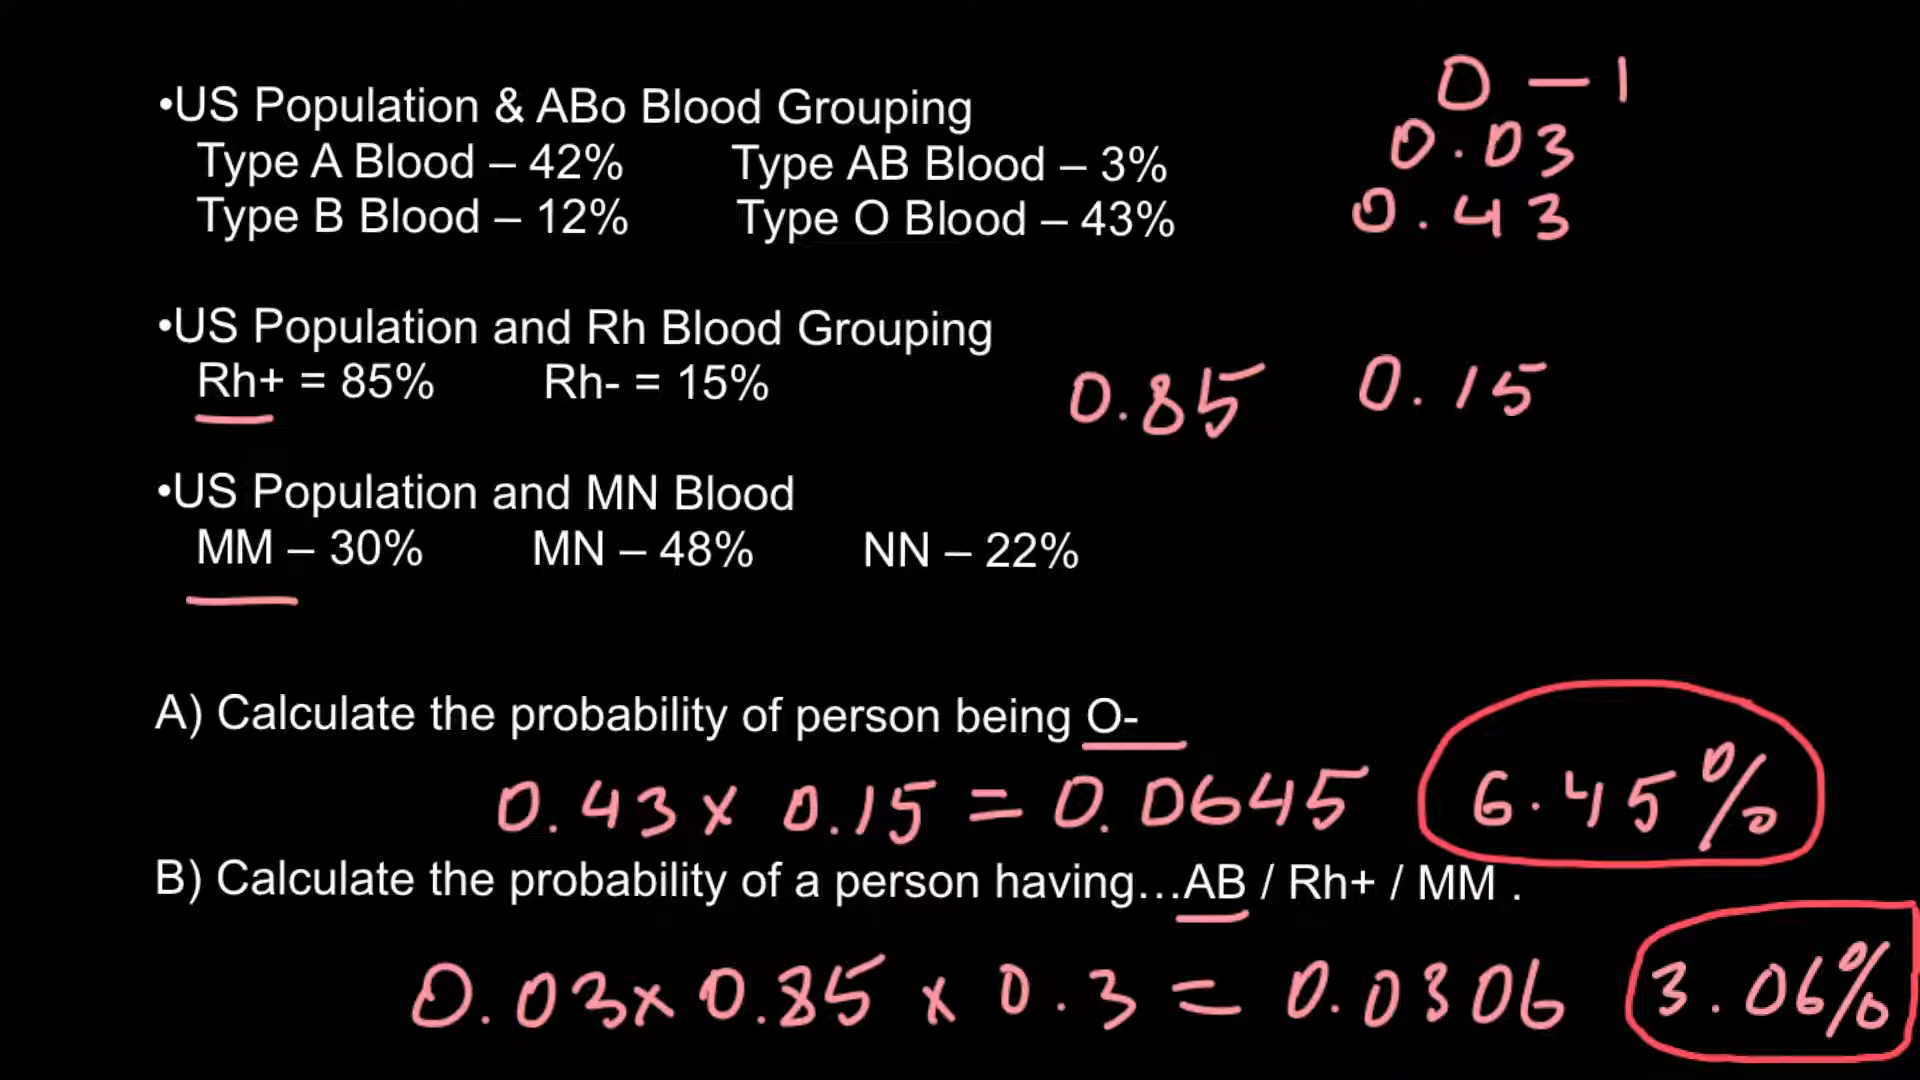 •US Population & ABo Blood Grouping
Type A Blood – 42% Type AB Blood – 3%
Type B Blood – 12% Type O Blood – 43%
0 – 1
0.03
0.43
•US Population and Rh Blood Grouping
Rh+ = 85% Rh- = 15%
0.85 0.15
•US Population and MN Blood
MM – 30% MN – 48% NN – 22%
A) Calculate the probability of person being O-
0.43 x 0.15 = 0.0645 6.45%
B) Calculate the probability of a person having…AB / Rh+ / MM .
0.03x 0.85 x 0.3 = 0.0306 3.06%